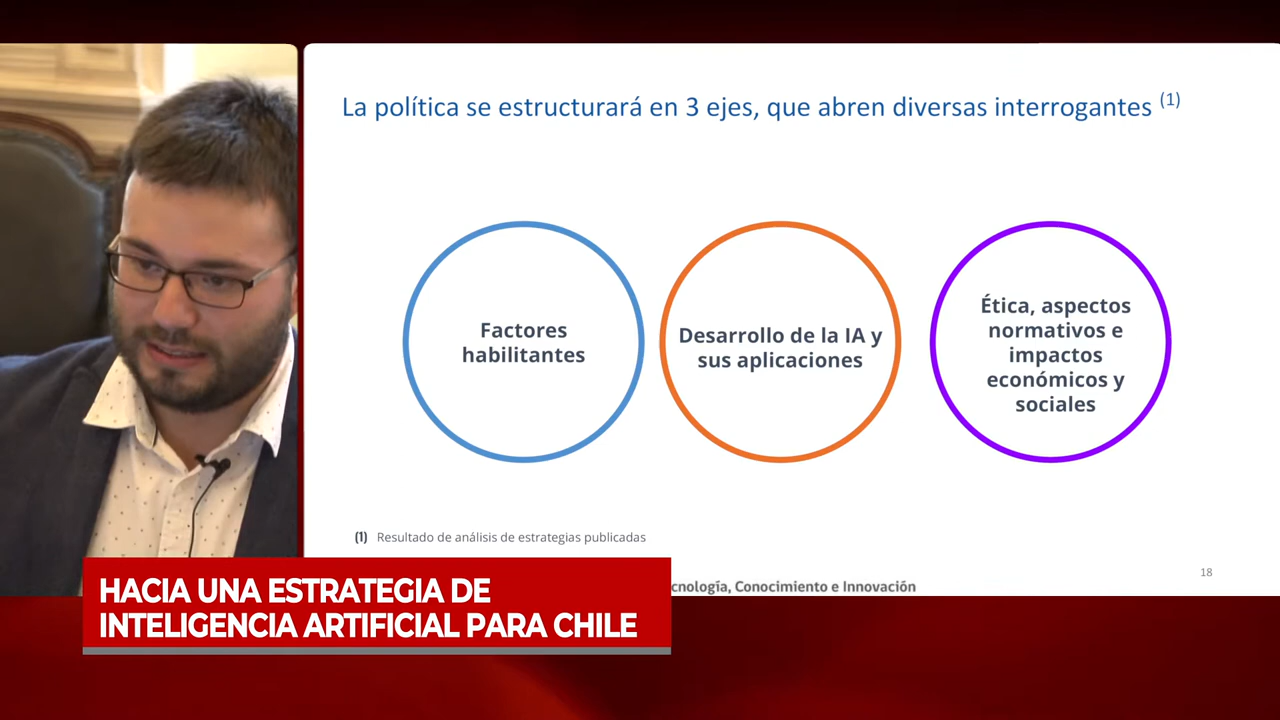 La política se estructurará en 3 ejes, que abren diversas interrogantes (1)
Factores
habilitantes
Desarrollo de la IA y
sus aplicaciones
Ética, aspectos
normativos e
impactos
económicos y
sociales
(1) Resultado de análisis de estrategias publicadas
18
cnología, Conocimiento e Innovación
HACIA UNA ESTRATEGIA DE
INTELIGENCIA ARTIFICIAL PARA CHILE